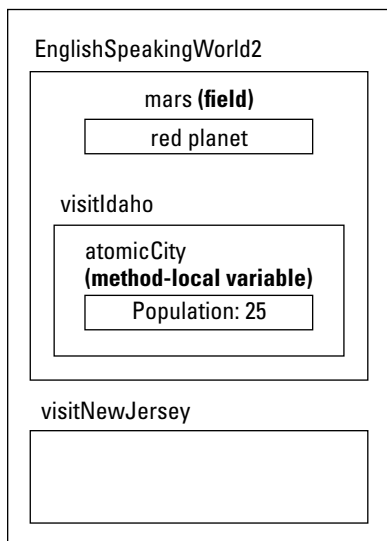 EnglishSpeakingWorld2
mars (field)
red planet
visitIdaho
atomicCity
(method-local variable)
Population: 25
visitNewJersey